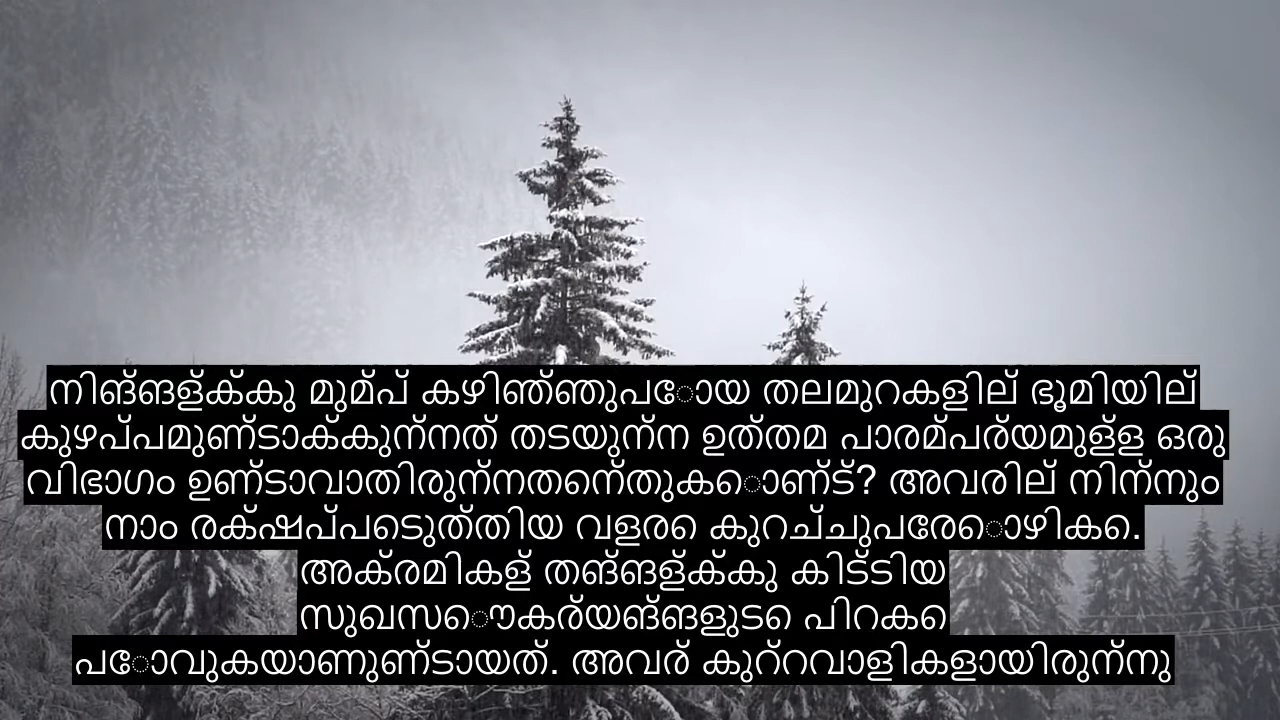 നിങ്ങള്ക്കു മുമ്പ് കഴിഞ്ഞുപോയ തലമുറകളില് ഭൂമിയില്
കുഴപ്പമുണ്ടാക്കുന്നത് തടയുന്ന ഉത്തമ പാരമ്പര്യമുള്ള ഒരു
വിഭാഗം ഉണ്ടാവാതിരുന്നതെന്തുകൊണ്ട്? അവരില് നിന്നും
നാം രക്ഷപ്പെടുത്തിയ വളരെ കുറച്ചുപേരൊഴികെ.
അക്രമികള് തങ്ങള്ക്കു കിട്ടിയ
സുഖസൌകര്യങ്ങളുടെ പിറകെ
പോവുകയാണുണ്ടായത്. അവര് കുറ്റവാളികളായിരുന്നു